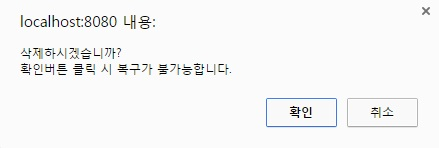 localhost:8080 내용:
삭제하시겠습니까?
확인버튼 클릭 시 복구가 불가능합니다.
확인
취소